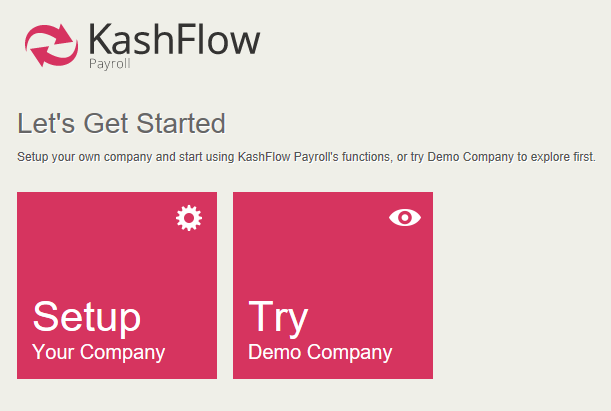 KashFlow
Payroll
Let's Get Started
Setup your own company and start using KashFlow Payroll's functions, or try Demo Company to explore first.
Setup
Your Company
Try
Demo Company